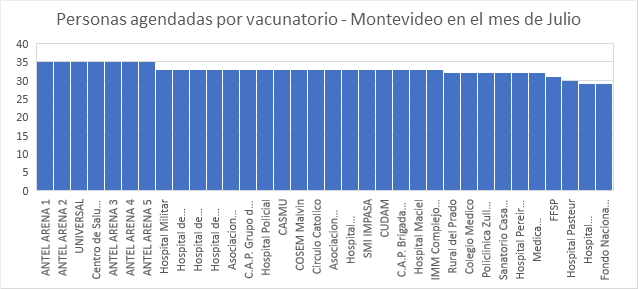 Personas agendadas por vacunatorio - Montevideo en el mes de Julio
40
35
30
25
20
15
10
5
0
ANTEL ARENA 1
ANTEL ARENA 2
UNIVERSAL
Centro de Salu...
ANTEL ARENA 3
ANTEL ARENA 4
ANTEL ARENA 5
Hospital Militar
Hospital de...
Hospital de...
Hospital de...
Asociacion...
C.A.P. Grupo d...
Hospital Policial
CASMU
COSEM Malvin
Circulo Catolico
Asociacion...
Hospital...
SMI IMPASA
CUDAM
C.A.P. Brigada...
Hospital Maciel
IMM Complejo...
Rural del Prado
Colegio Medico
Policlinica Zull...
Sanatorio Casa...
Hospital Pereir...
Medica...
FFSP
Hospital Pasteur
Hospital...
Fondo Naciona...